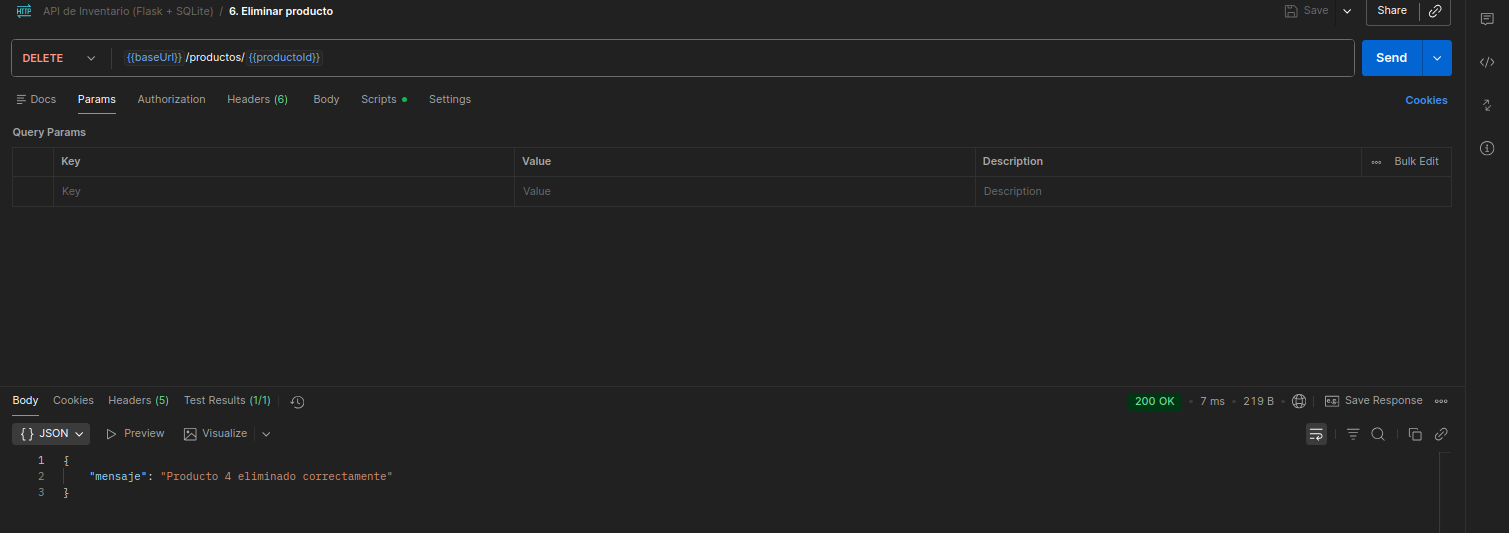 HTTP API de Inventario (Flask + SQLite) / 6. Eliminar producto Save Share
DELETE {{baseUrl}} /productos/ {{productoId}} Send
Docs Params Authorization Headers (6) Body Scripts Settings Cookies
Query Params
Key Value Description Bulk Edit
Key Value Description
Body Cookies Headers (5) Test Results (1/1) 200 OK • 7 ms • 219 B • e.g. Save Response
{} JSON Preview Visualize
1 {
2 "mensaje": "Producto 4 eliminado correctamente"
3 }